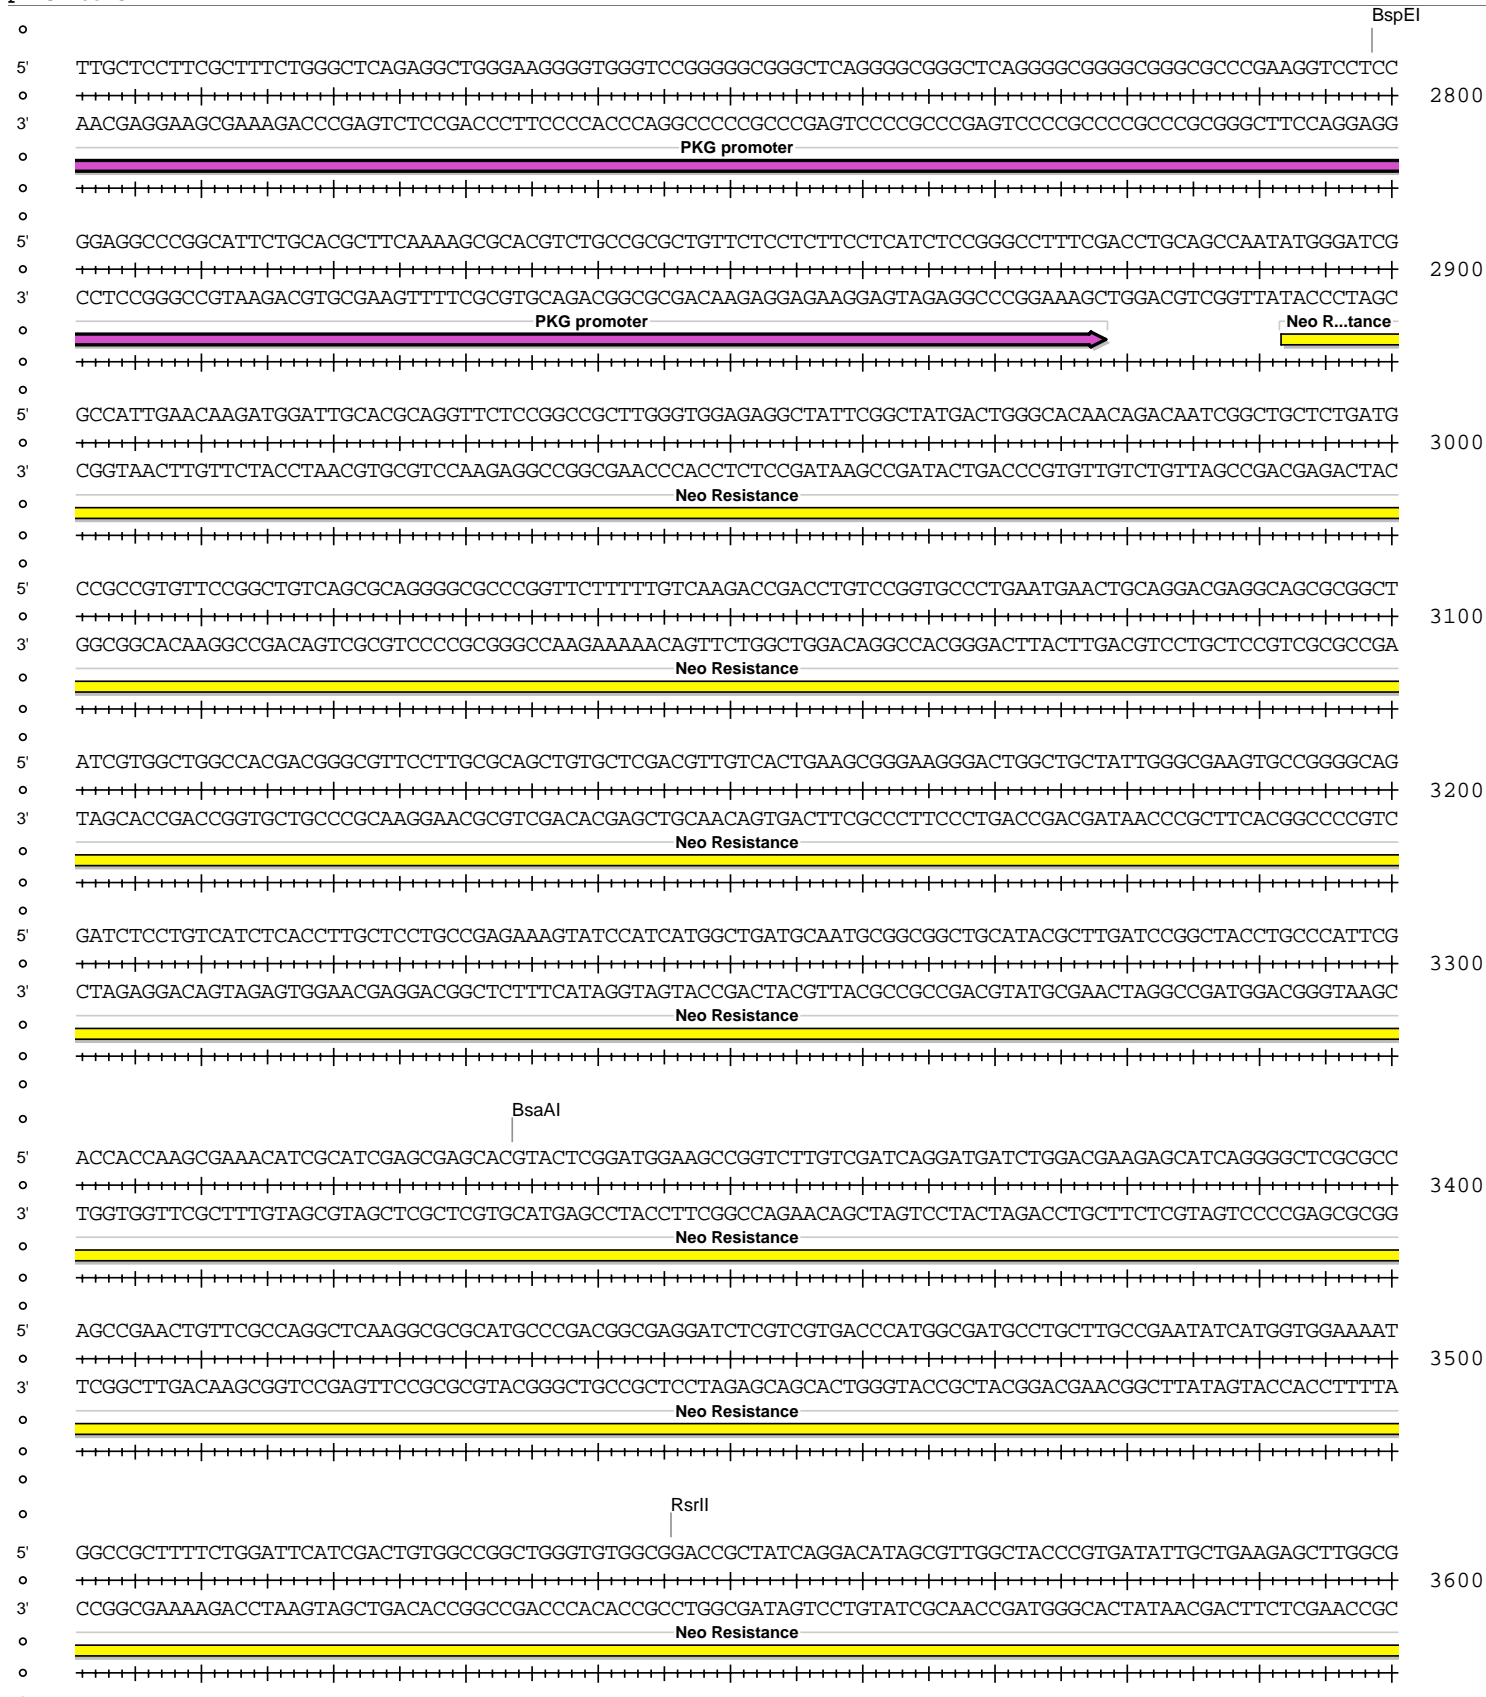 BspEI
5' TTGCTCCTTCGCTTTCTGGGCTCAGAGGCTGGGAAGGGGTGGGTCCGGGGGCGGGCTCAGGGGCGGGCTCAGGGGCGGGGCGGGCGCCCGAAGGTCCTCC
2800
3' AACGAGGAAGCGAAAGACCCGAGTCTCCGACCCTTCCCCACCCAGGCCCCCGCCCGAGTCCCCGCCCGAGTCCCCGCCCCGCCCGCGGGCTTCCAGGAGG
PKG promoter
5' GGAGGCCCGGCATTCTGCACGCTTCAAAAGCGCACGTCTGCCGCGCTGTTCTCCTCTTCCTCATCTCCGGGCCTTTCGACCTGCAGCCAATATGGGATCG
2900
3' CCTCCGGGCCGTAAGACGTGCGAAGTTTTCGCGTGCAGACGGCGCGACAAGAGGAGAAGGAGTAGAGGCCCGGAAAGCTGGACGTCGGTTATACCCTAGC
PKG promoter Neo R...tance
5' GCCATTGAACAAGATGGATTGCACGCAGGTTCTCCGGCCGCTTGGGTGGAGAGGCTATTCGGCTATGACTGGGCACAACAGACAATCGGCTGCTCTGATG
3000
3' CGGTAACTTGTTCTACCTAACGTGCGTCCAAGAGGCCGGCGAACCCACCTCTCCGATAAGCCGATACTGACCCGTGTTGTCTGTTAGCCGACGAGACTAC
Neo Resistance
5' CCGCCGTGTTCCGGCTGTCAGCGCAGGGGCGCCCGGTTCTTTTTGTCAAGACCGACCTGTCCGGTGCCCTGAATGAACTGCAGGACGAGGCAGCGCGGCT
3100
3' GGCGGCACAAGGCCGACAGTCGCGTCCCCGCGGGCCAAGAAAAACAGTTCTGGCTGGACAGGCCACGGGACTTACTTGACGTCCTGCTCCGTCGCGCCGA
Neo Resistance
5' ATCGTGGCTGGCCACGACGGGCGTTCCTTGCGCAGCTGTGCTCGACGTTGTCACTGAAGCGGGAAGGGACTGGCTGCTATTGGGCGAAGTGCCGGGGCAG
3200
3' TAGCACCGACCGGTGCTGCCCGCAAGGAACGCGTCGACACGAGCTGCAACAGTGACTTCGCCCTTCCCTGACCGACGATAACCCGCTTCACGGCCCCGTC
Neo Resistance
5' GATCTCCTGTCATCTCACCTTGCTCCTGCCGAGAAAGTATCCATCATGGCTGATGCAATGCGGCGGCTGCATACGCTTGATCCGGCTACCTGCCCATTCG
3300
3' CTAGAGGACAGTAGAGTGGAACGAGGACGGCTCTTTCATAGGTAGTACCGACTACGTTACGCCGCCGACGTATGCGAACTAGGCCGATGGACGGGTAAGC
Neo Resistance
BsaAI
5' ACCACCAAGCGAAACATCGCATCGAGCGAGCACGTACTCGGATGGAAGCCGGTCTTGTCGATCAGGATGATCTGGACGAAGAGCATCAGGGGCTCGCGCC
3400
3' TGGTGGTTCGCTTTGTAGCGTAGCTCGCTCGTGCATGAGCCTACCTTCGGCCAGAACAGCTAGTCCTACTAGACCTGCTTCTCGTAGTCCCCGAGCGCGG
Neo Resistance
5' AGCCGAACTGTTCGCCAGGCTCAAGGCGCGCATGCCCGACGGCGAGGATCTCGTCGTGACCCATGGCGATGCCTGCTTGCCGAATATCATGGTGGAAAAT
3500
3' TCGGCTTGACAAGCGGTCCGAGTTCCGCGCGTACGGGCTGCCGCTCCTAGAGCAGCACTGGGTACCGCTACGGACGAACGGCTTATAGTACCACCTTTTA
Neo Resistance
RsrII
5' GGCCGCTTTTCTGGATTCATCGACTGTGGCCGGCTGGGTGTGGCGGACCGCTATCAGGACATAGCGTTGGCTACCCGTGATATTGCTGAAGAGCTTGGCG
3600
3' CCGGCGAAAAGACCTAAGTAGCTGACACCGGCCGACCCACACCGCCTGGCGATAGTCCTGTATCGCAACCGATGGGCACTATAACGACTTCTCGAACCGC
Neo Resistance